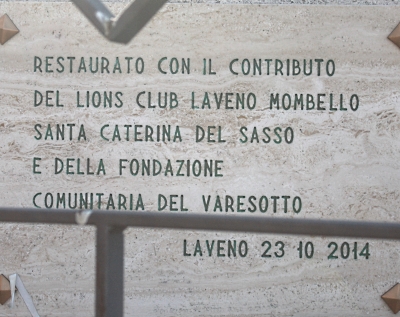 RESTAURATO CON IL CONTRIBUTO
DEL LIONS CLUB LAVENO MOMBELLO
SANTA CATERINA DEL SASSO
E DELLA FONDAZIONE
COMUNITARIA DEL VARESOTTO
LAVENO 23 10 2014